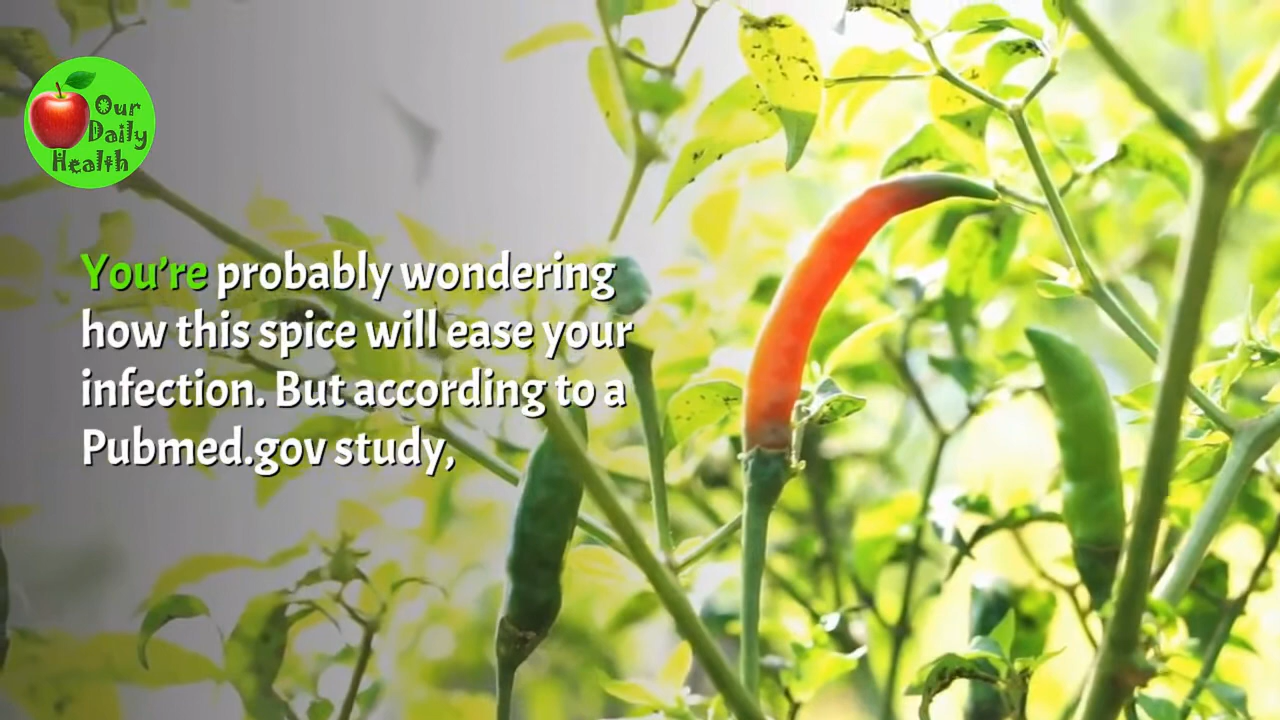 Our
Daily
Health
You're probably wondering
how this spice will ease your
infection. But according to a
Pubmed.gov study,